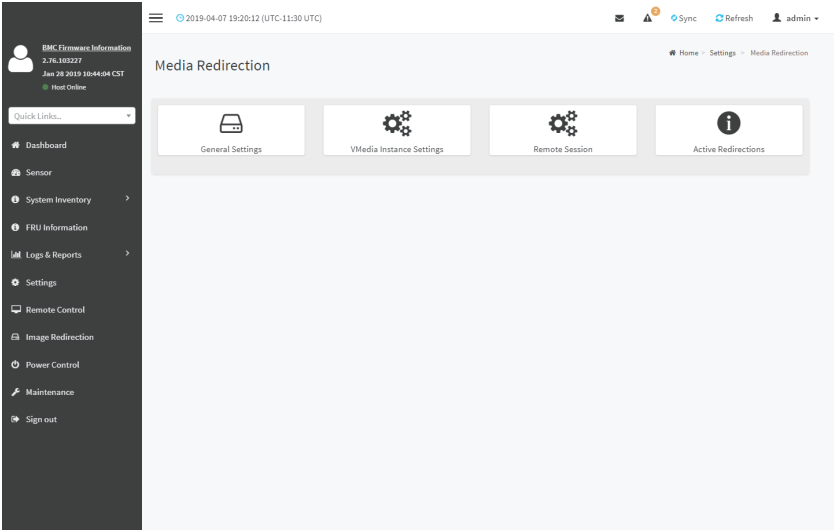 2019-04-07 19:20:12 (UTC-11:30 UTC)
2
Sync
Refresh
admin
BMC Firmware Information
2.76.103227
Jan 28 2019 10:44:04 CST
Host Online
Quick Links...
Dashboard
Sensor
System Inventory
FRU Information
Logs & Reports
Settings
Remote Control
Image Redirection
Power Control
Maintenance
Sign out
Media Redirection
Home > Settings > Media Redirection
General Settings
VMedia Instance Settings
Remote Session
Active Redirections